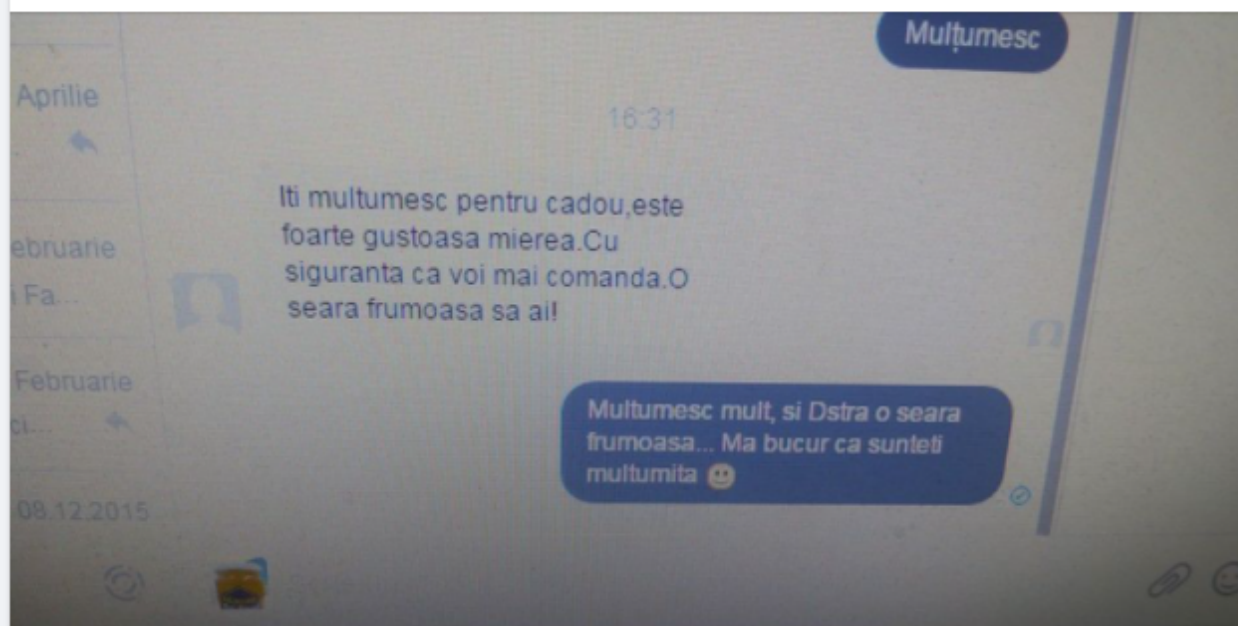 Mulțumesc
Aprilie
16:31
Iti multumesc pentru cadou,este
foarte gustoasa mierea.Cu
siguranta ca voi mai comanda.O
seara frumoasa sa ai!
ebruarie
i Fa...
Februarie
ci...
Multumesc mult, si Dstra o seara
frumoasa... Ma bucur ca sunteti
multumita
08.12.2015